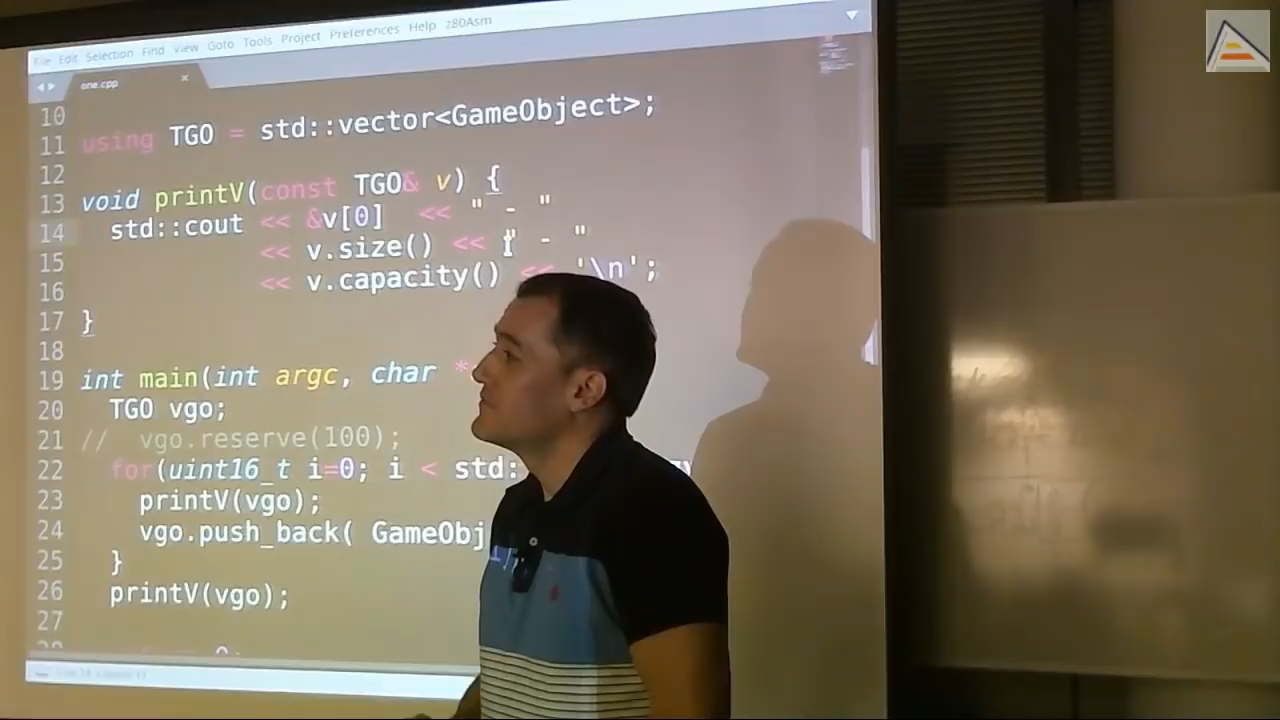 File Edit Selection Find View Goto Tools Project Preferences Help z80Asm
one.cpp
10
11 using TGO = std::vector<GameObject>;
12
13 void printV(const TGO& v) {
14 std::cout << &v[0] << " - "
15 << v.size() << " - "
16 << v.capacity() << '\n';
17 }
18
19 int main(int argc, char *
20 TGO vgo;
21 // vgo.reserve(100);
22 for(uint16_t i=0; i < std:
23 printV(vgo);
24 vgo.push_back( GameObj
25 }
26 printV(vgo);
27